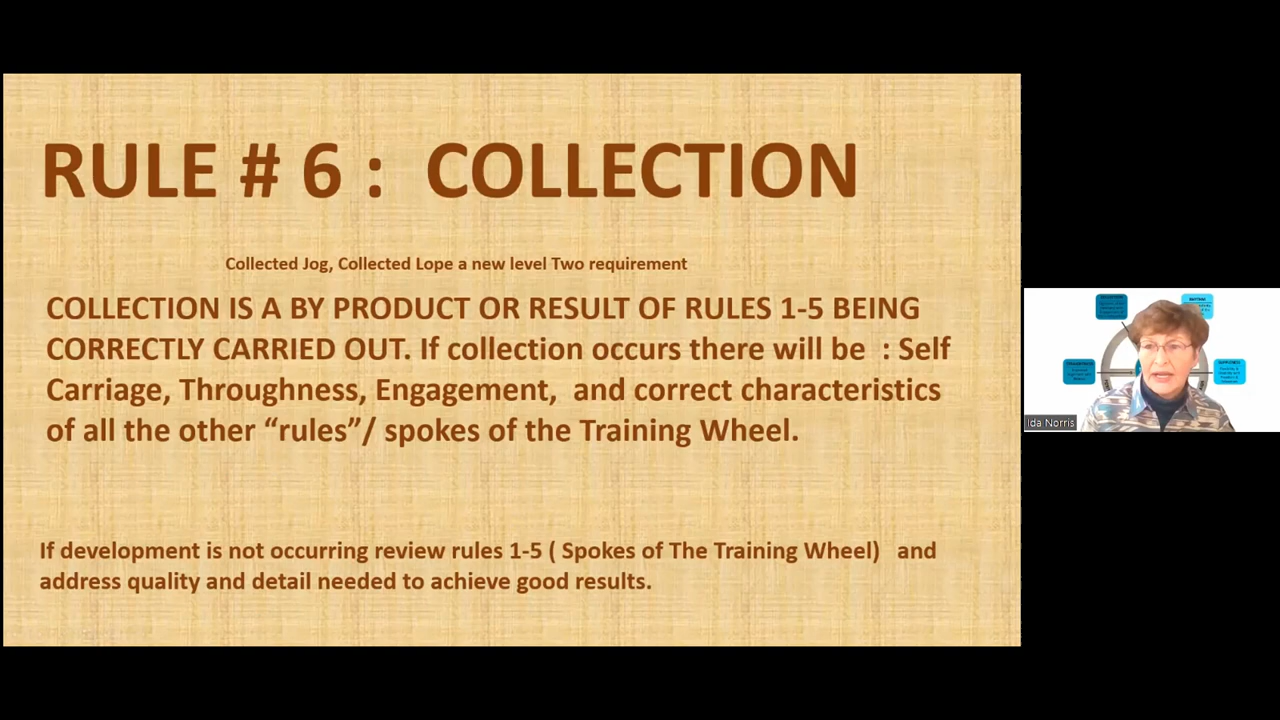 RULE # 6 : COLLECTION
Collected Jog, Collected Lope a new level Two requirement
COLLECTION IS A BY PRODUCT OR RESULT OF RULES 1-5 BEING
CORRECTLY CARRIED OUT. If collection occurs there will be : Self
Carriage, Throughness, Engagement, and correct characteristics
of all the other “rules”/ spokes of the Training Wheel.
If development is not occurring review rules 1-5 ( Spokes of The Training Wheel) and
address quality and detail needed to achieve good results.
Ida Norris